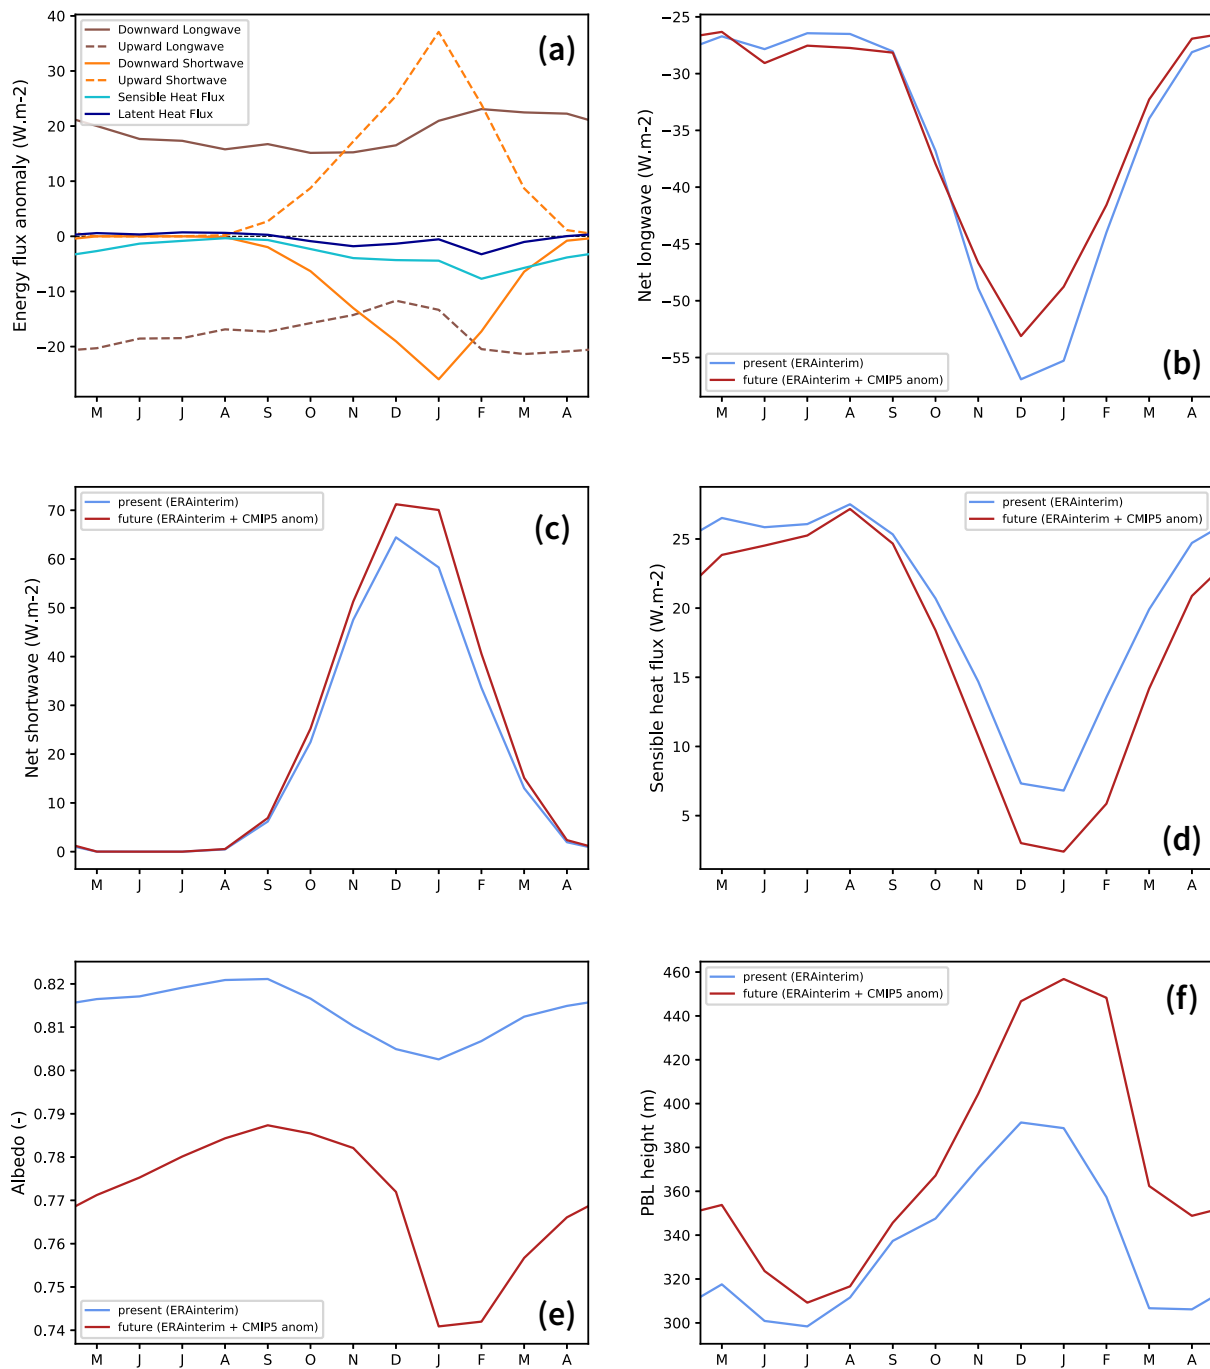 (a)
Downward Longwave
Upward Longwave
Downward Shortwave
Upward Shortwave
Sensible Heat Flux
Latent Heat Flux
Energy flux anomaly (W.m-2)
40
30
20
10
0
−10
−20
M J J A S O N D J F M A
(b)
Net longwave (W.m-2)
−25
−30
−35
−40
−45
−50
−55
present (ERAinterim)
future (ERAinterim + CMIP5 anom)
M J J A S O N D J F M A
(c)
present (ERAinterim)
future (ERAinterim + CMIP5 anom)
Net shortwave (W.m-2)
70
60
50
40
30
20
10
0
M J J A S O N D J F M A
(d)
present (ERAinterim)
future (ERAinterim + CMIP5 anom)
Sensible heat flux (W.m-2)
25
20
15
10
5
M J J A S O N D J F M A
(e)
Albedo (-)
0.82
0.81
0.80
0.79
0.78
0.77
0.76
0.75
0.74
present (ERAinterim)
future (ERAinterim + CMIP5 anom)
M J J A S O N D J F M A
(f)
present (ERAinterim)
future (ERAinterim + CMIP5 anom)
PBL height (m)
460
440
420
400
380
360
340
320
300
M J J A S O N D J F M A